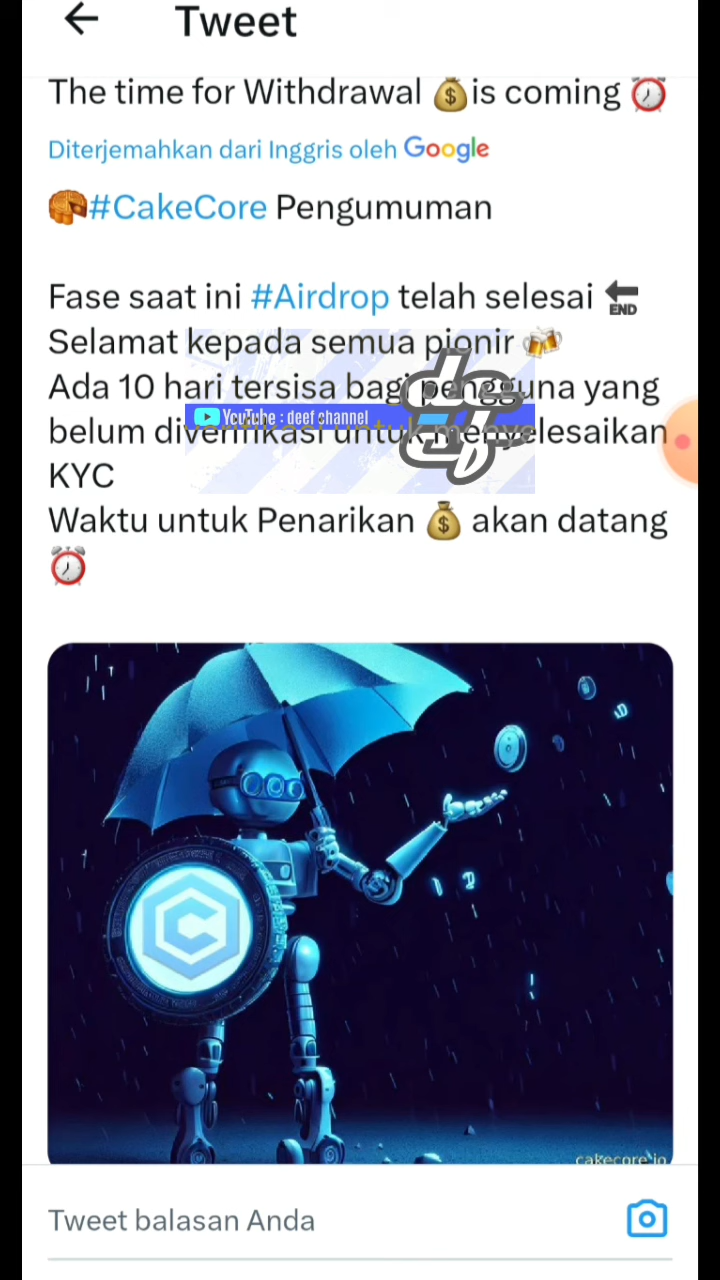 Tweet
The time for Withdrawal 💰is coming ⏰
Diterjemahkan dari Inggris oleh Google
🥮#CakeCore Pengumuman
Fase saat ini #Airdrop telah selesai 🔚
Selamat kepada semua pionir 🍻
Ada 10 hari tersisa bagi pengguna yang
YouTube : deef channel
belum diverifikasi untuk menyelesaikan
KYC
Waktu untuk Penarikan 💰 akan datang
⏰
C
cakecore.io
Tweet balasan Anda